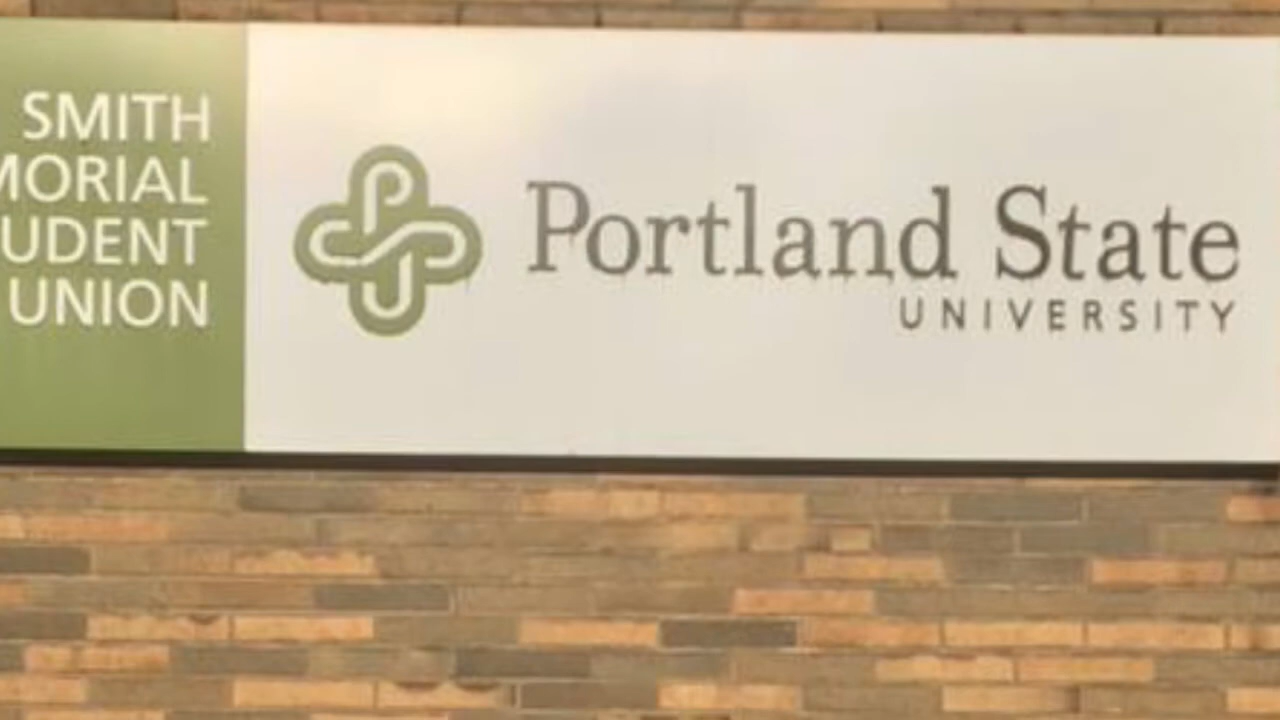 SMITH
MORIAL
UDENT
UNION
Portland State
UNIVERSITY